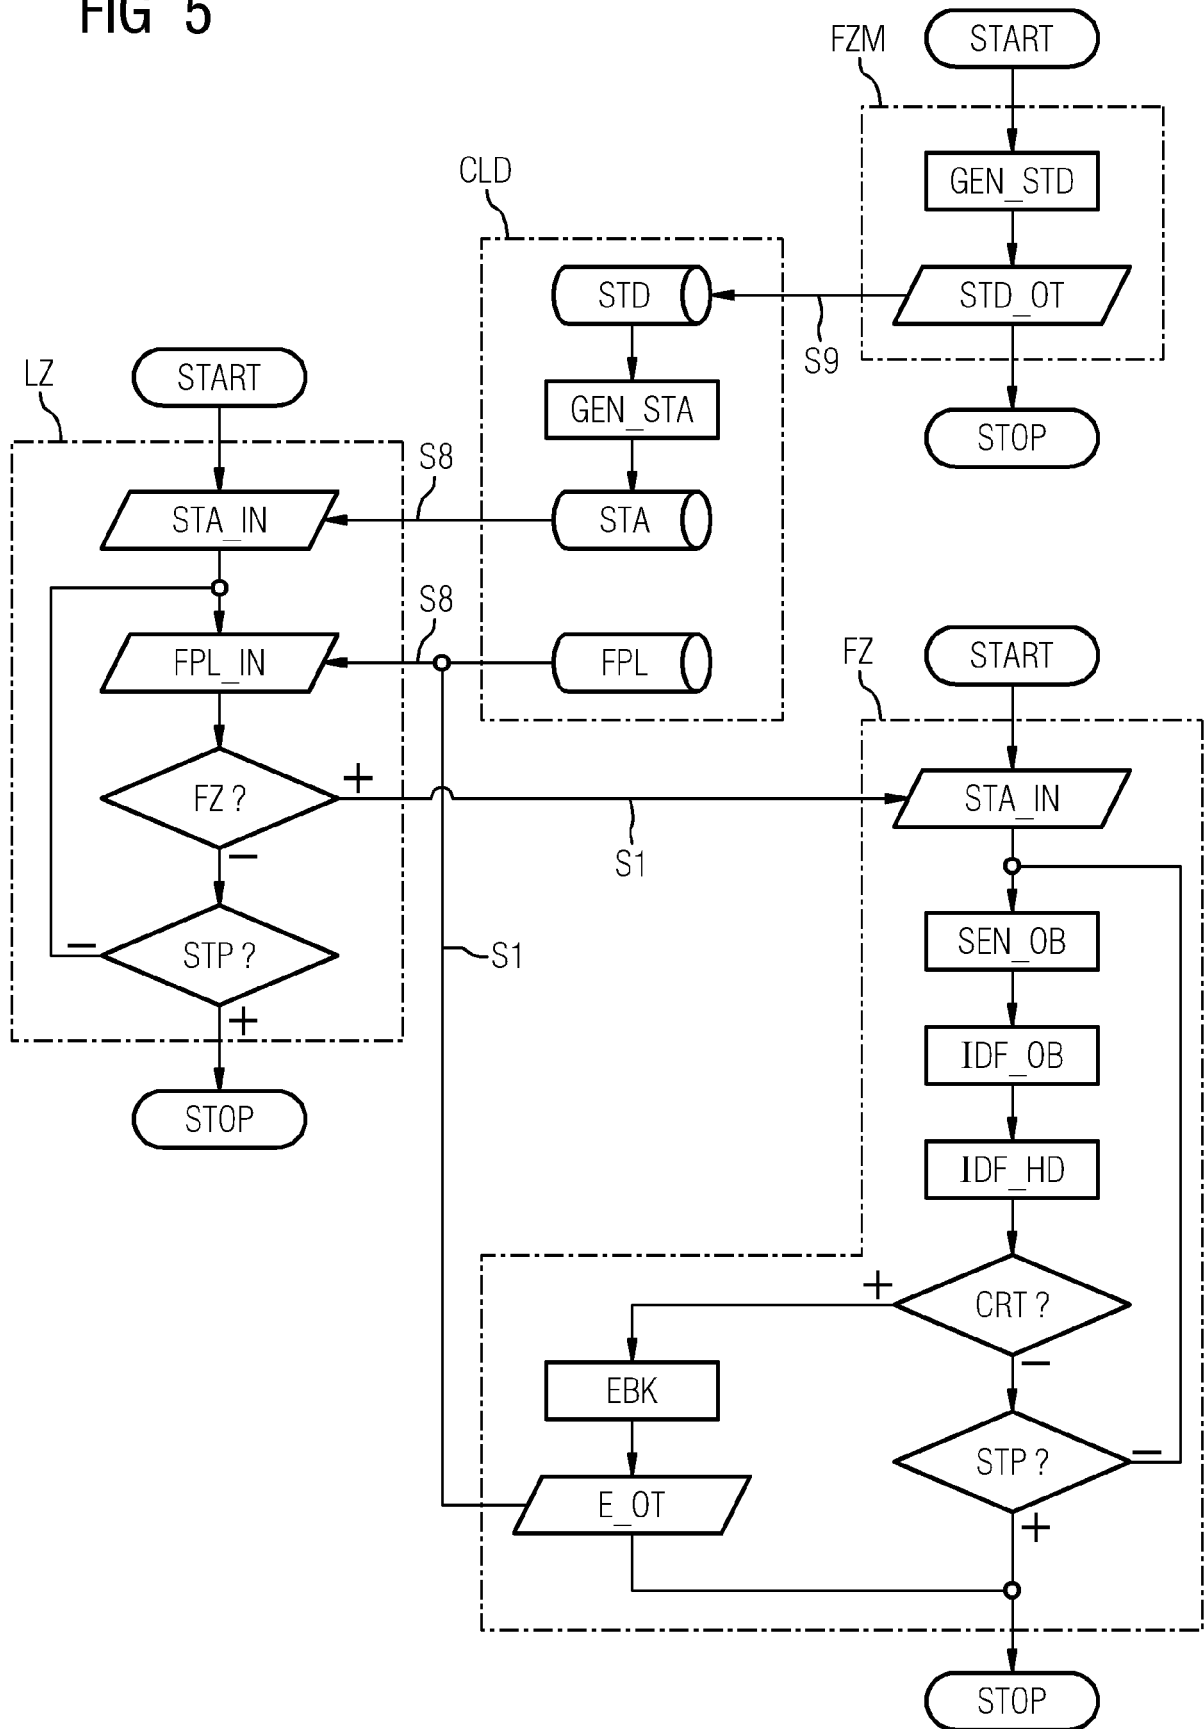 FIG 5
START
FZM
GEN_STD
STD_OT
STOP
CLD
STD
S9
GEN_STA
STA
FPL
START
LZ
STA_IN
S8
FPL_IN
S8
FZ ?
+
−
S1
STP ?
−
+
STOP
S1
START
FZ
STA_IN
SEN_OB
IDF_OB
IDF_HD
CRT ?
+
−
EBK
E_OT
STP ?
−
+
STOP